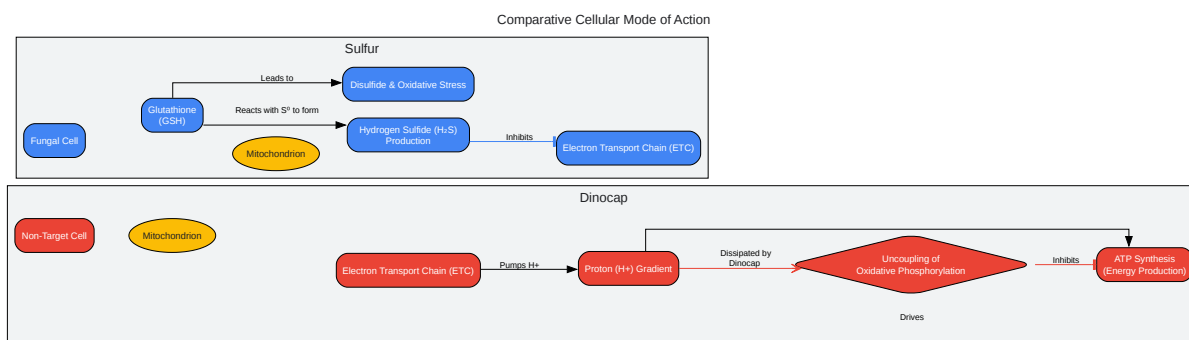 Comparative Cellular Mode of Action
Sulfur
Leads to
Disulfide & Oxidative Stress
Glutathione
(GSH)
Reacts with S⁰ to form
Hydrogen Sulfide (H₂S)
Production
Inhibits
Electron Transport Chain (ETC)
Fungal Cell
Mitochondrion
Dinocap
Non-Target Cell
Mitochondrion
Electron Transport Chain (ETC)
Pumps H+
Proton (H+) Gradient
Dissipated by
Dinocap
Uncoupling of
Oxidative Phosphorylation
Inhibits
ATP Synthesis
(Energy Production)
Drives